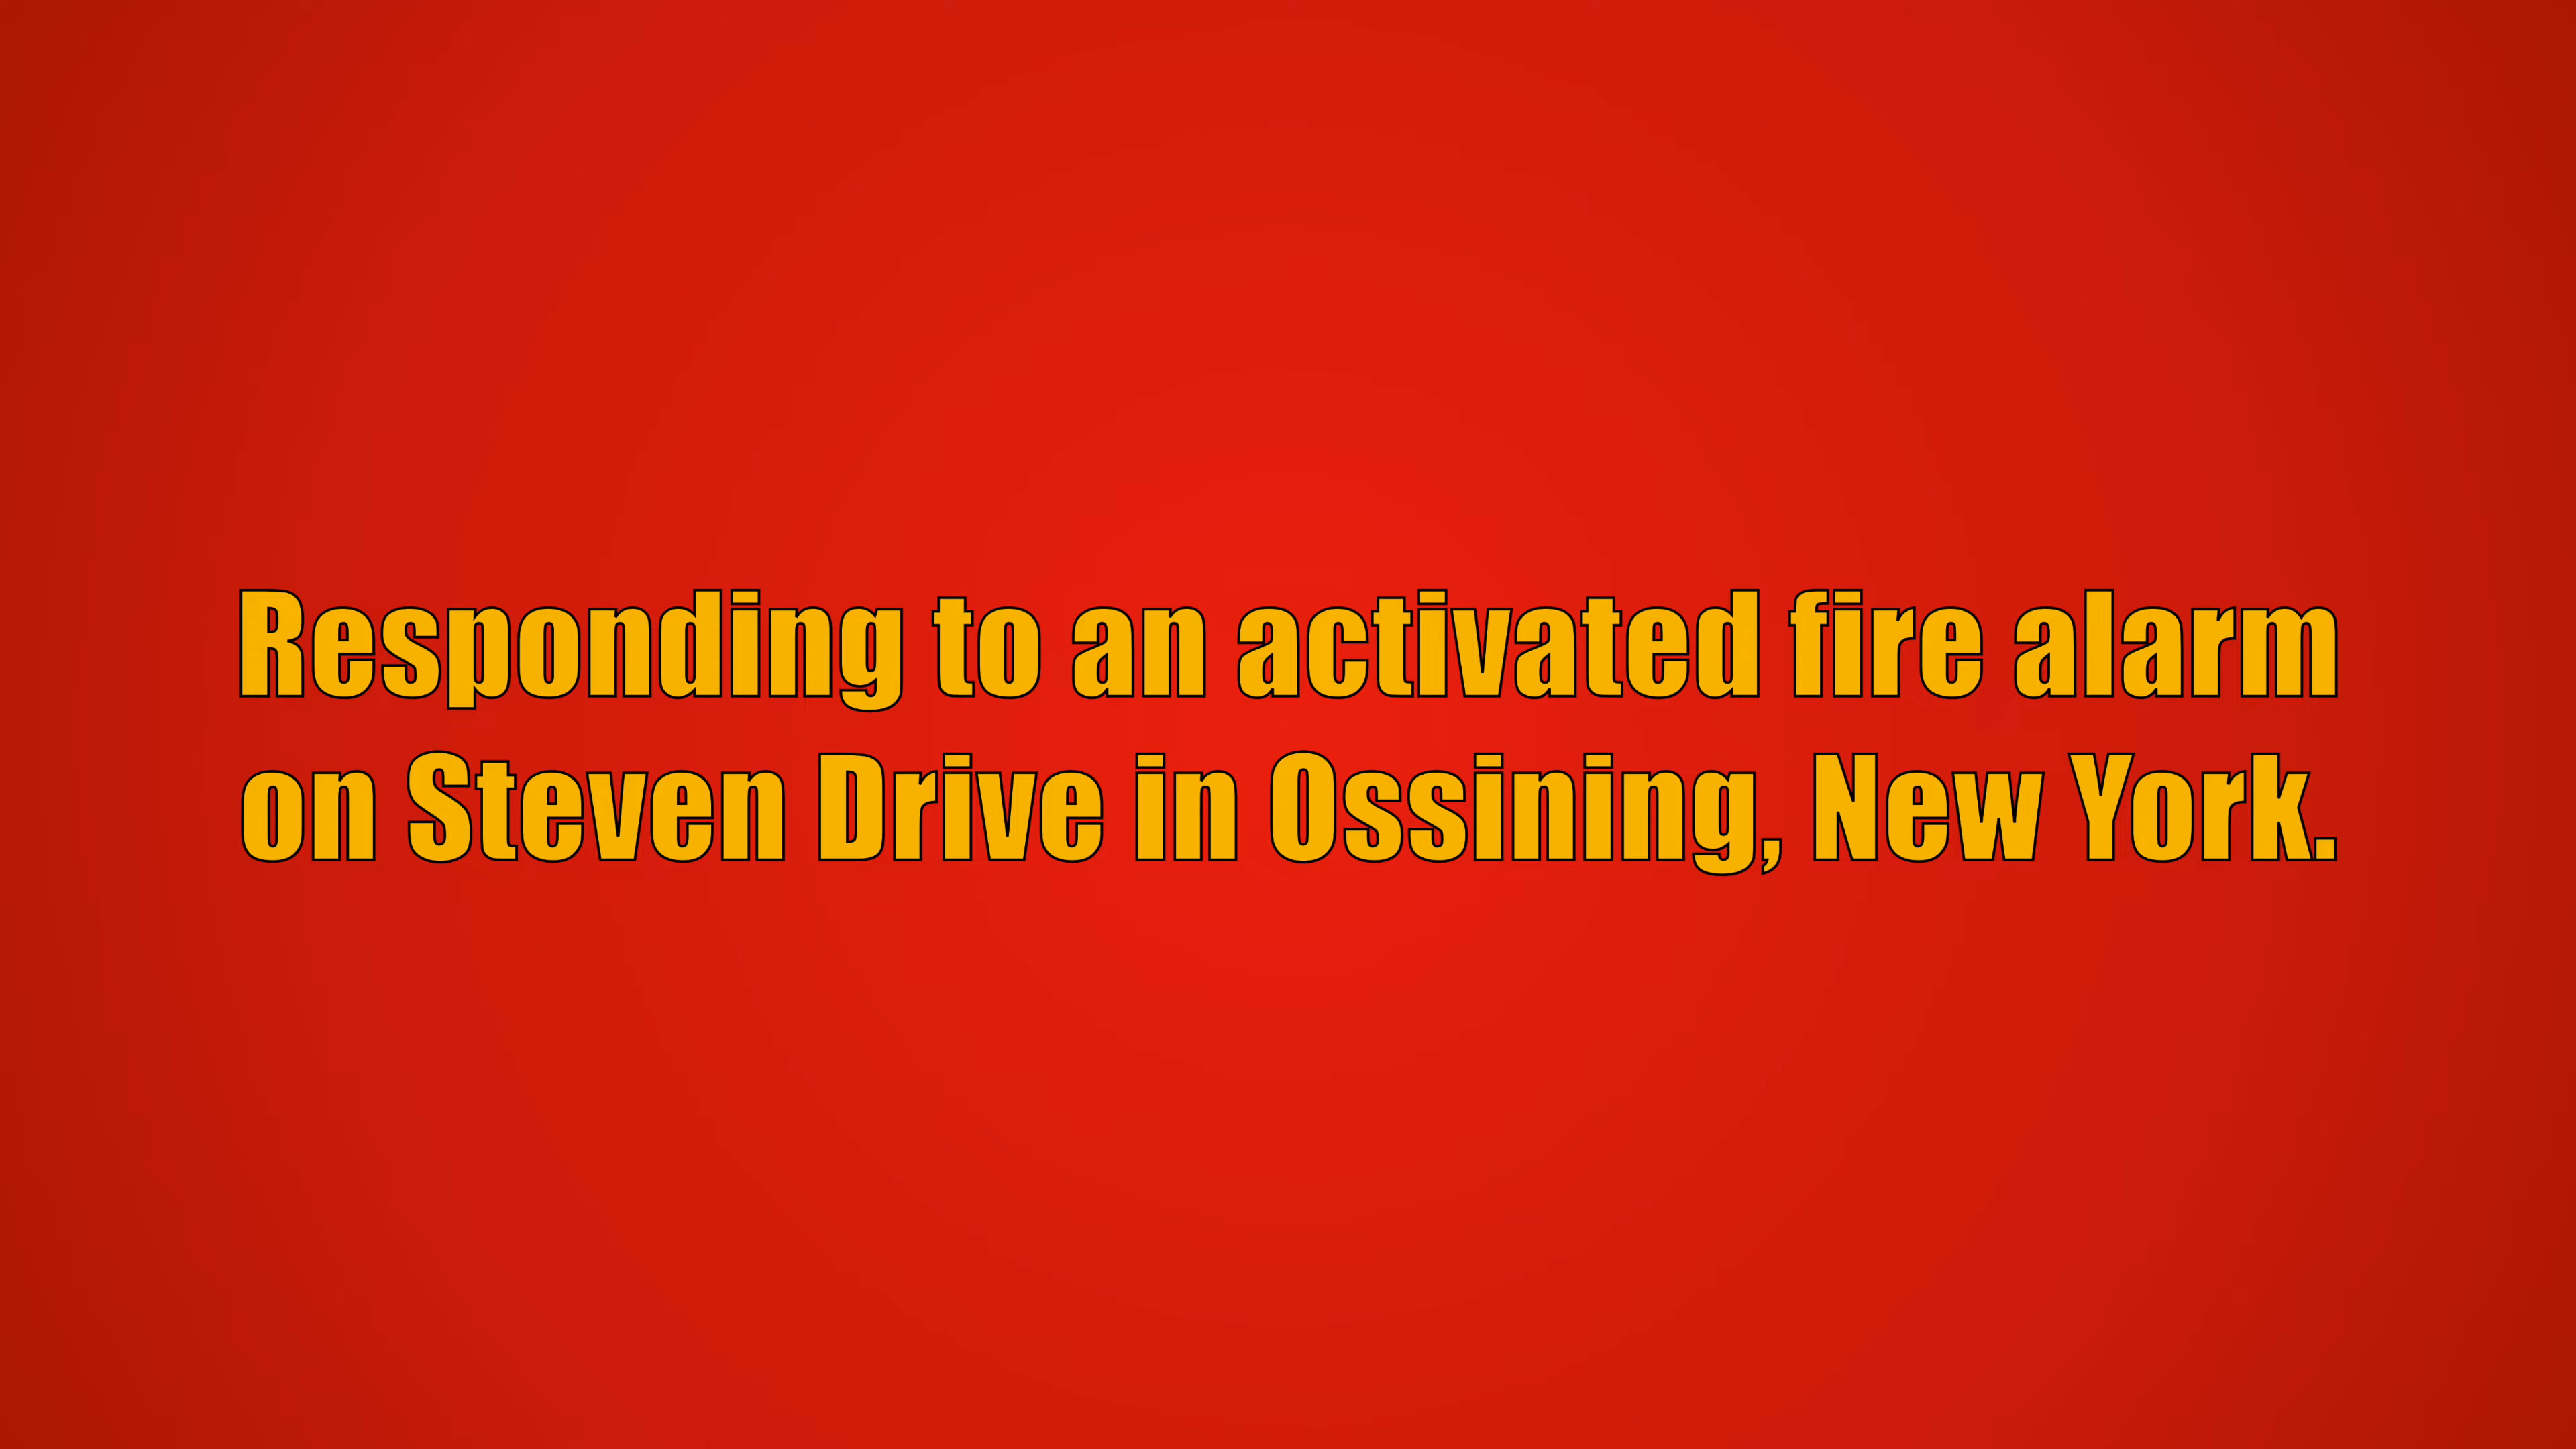 Responding to an activated fire alarm
on Steven Drive in Ossining, New York.